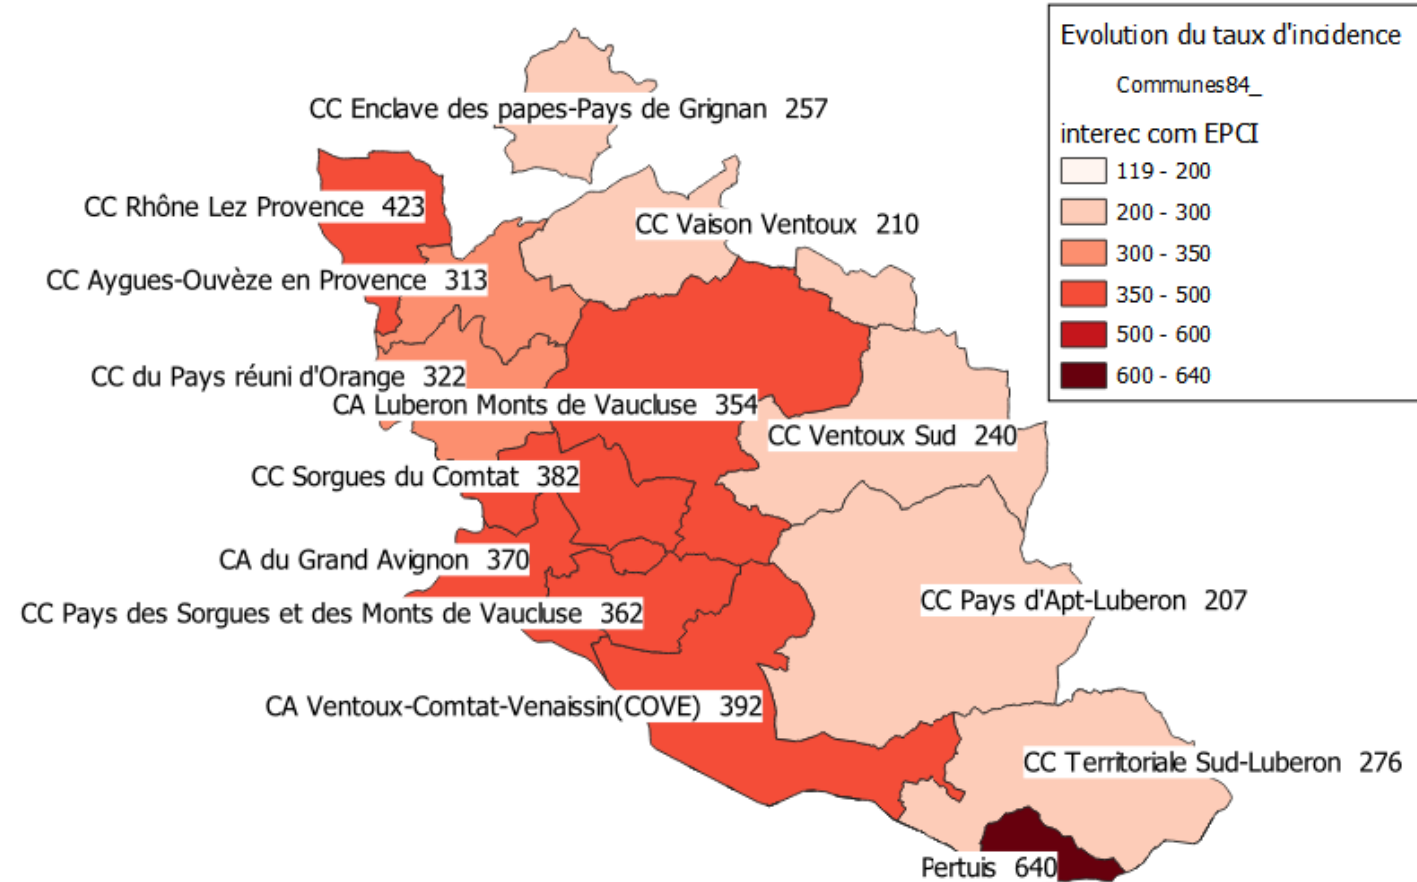 Evolution du taux d'incidence
Communes84_
interec com EPCI
119 - 200
200 - 300
300 - 350
350 - 500
500 - 600
600 - 640
CC Enclave des papes-Pays de Grignan 257
CC Rhône Lez Provence 423
CC Vaison Ventoux 210
CC Aygues-Ouvèze en Provence 313
CC du Pays réuni d'Orange 322
CA Luberon Monts de Vaucluse 354
CC Ventoux Sud 240
CC Sorgues du Comtat 382
CA du Grand Avignon 370
CC Pays d'Apt-Luberon 207
CC Pays des Sorgues et des Monts de Vaucluse 362
CA Ventoux-Comtat-Venaissin(COVE) 392
CC Territoriale Sud-Luberon 276
Pertuis 640